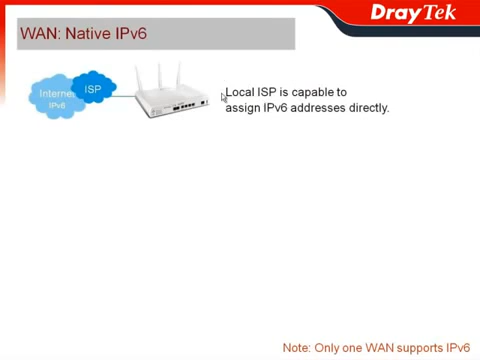 DrayTek
WAN: Native IPv6
Internet
IPv6
ISP
Local ISP is capable to
assign IPv6 addresses directly.
Note: Only one WAN supports IPv6